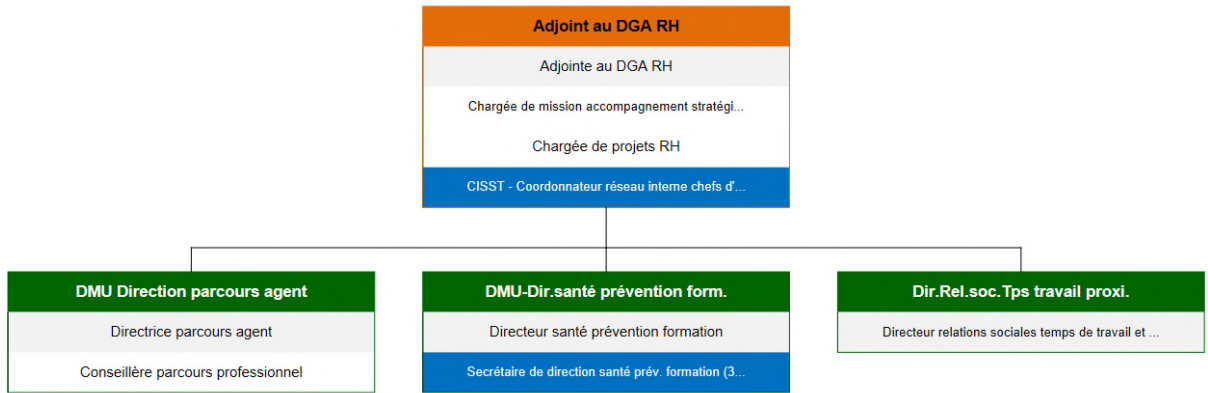 Adjoint au DGA RH
Adjointe au DGA RH
Chargée de mission accompagnement stratégi...
Chargée de projets RH
CISST - Coordonnateur réseau interne chefs d'...
DMU Direction parcours agent
Directrice parcours agent
Conseillère parcours professionnel
DMU-Dir.santé prévention form.
Directeur santé prévention formation
Secrétaire de direction santé prév. formation (3...
Dir.Rel.soc.Tps travail proxi.
Directeur relations sociales temps de travail et ...